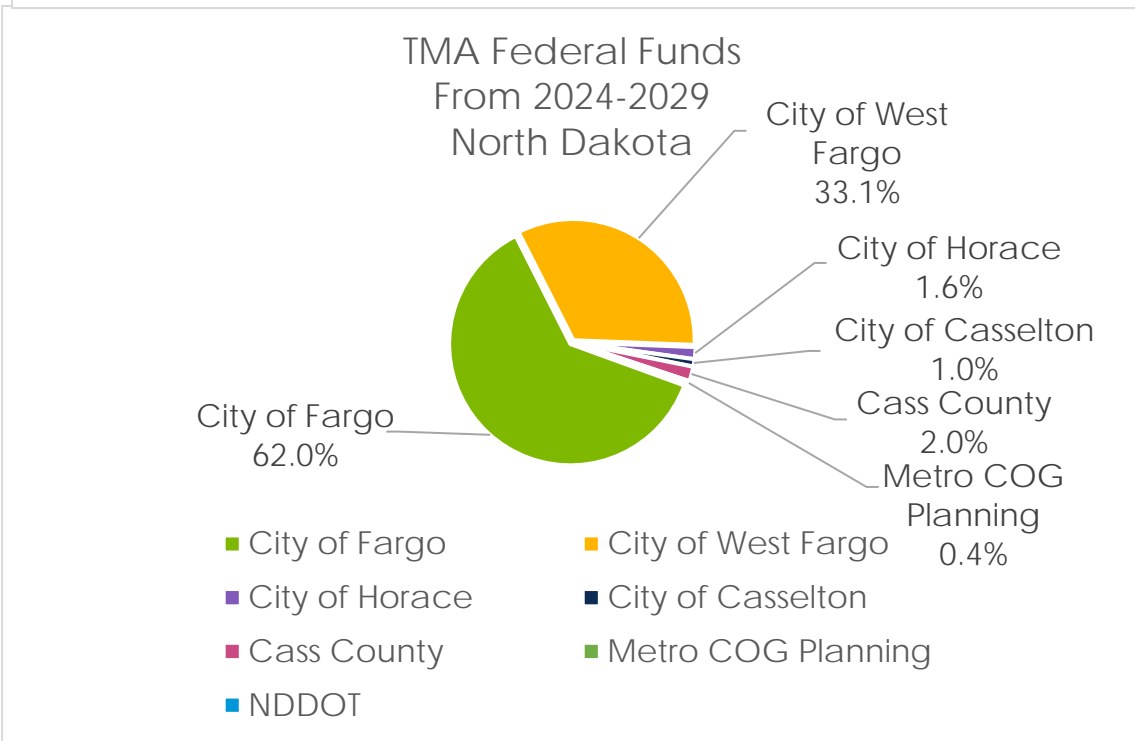 TMA Federal Funds
From 2024-2029
North Dakota
City of West
Fargo
33.1%
City of Horace
1.6%
City of Casselton
1.0%
Cass County
2.0%
Metro COG
Planning
0.4%
City of Fargo
62.0%
City of Fargo
City of West Fargo
City of Horace
City of Casselton
Cass County
Metro COG Planning
NDDOT